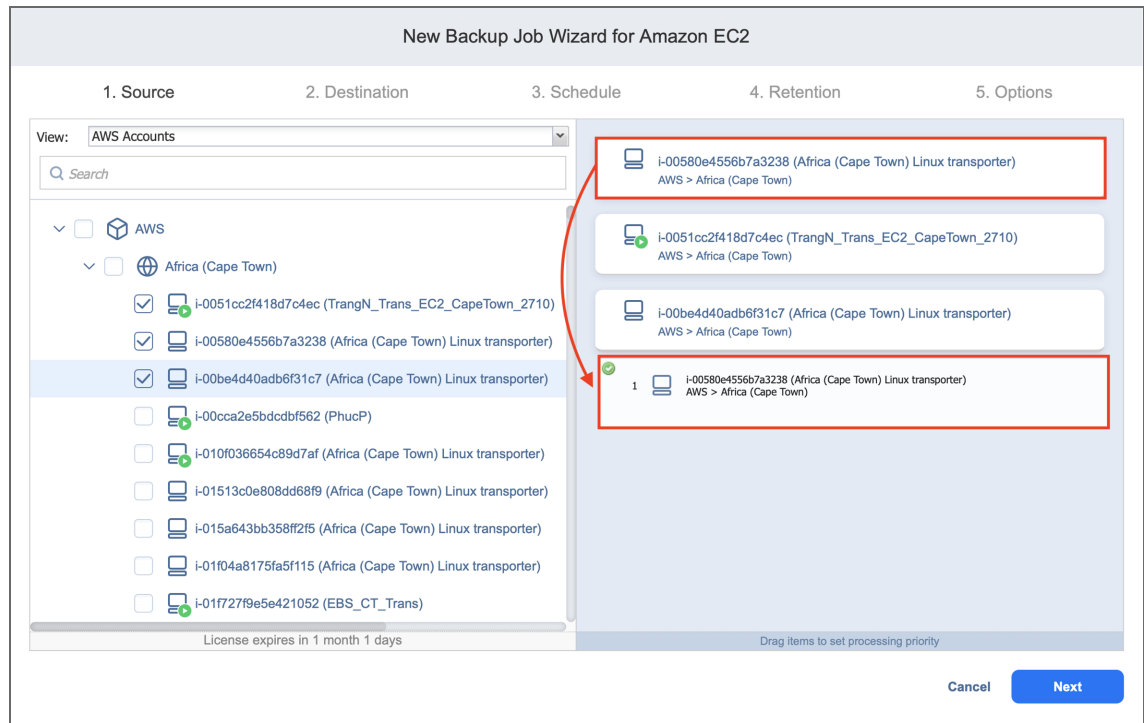 New Backup Job Wizard for Amazon EC2
1. Source
2. Destination
3. Schedule
4. Retention
5. Options
View:
AWS Accounts
Search
AWS
Africa (Cape Town)
i-0051cc2f418d7c4ec (TrangN_Trans_EC2_CapeTown_2710)
i-00580e4556b7a3238 (Africa (Cape Town) Linux transporter)
i-00be4d40adb6f31c7 (Africa (Cape Town) Linux transporter)
i-00cca2e5bdcdbf562 (PhucP)
i-010f036654c89d7af (Africa (Cape Town) Linux transporter)
i-01513c0e808dd68f9 (Africa (Cape Town) Linux transporter)
i-015a643bb358ff2f5 (Africa (Cape Town) Linux transporter)
i-01f04a8175fa5f115 (Africa (Cape Town) Linux transporter)
i-01f727f9e5e421052 (EBS_CT_Trans)
License expires in 1 month 1 days
i-00580e4556b7a3238 (Africa (Cape Town) Linux transporter)
AWS > Africa (Cape Town)
i-0051cc2f418d7c4ec (TrangN_Trans_EC2_CapeTown_2710)
AWS > Africa (Cape Town)
i-00be4d40adb6f31c7 (Africa (Cape Town) Linux transporter)
AWS > Africa (Cape Town)
1
i-00580e4556b7a3238 (Africa (Cape Town) Linux transporter)
AWS > Africa (Cape Town)
Drag items to set processing priority
Cancel
Next